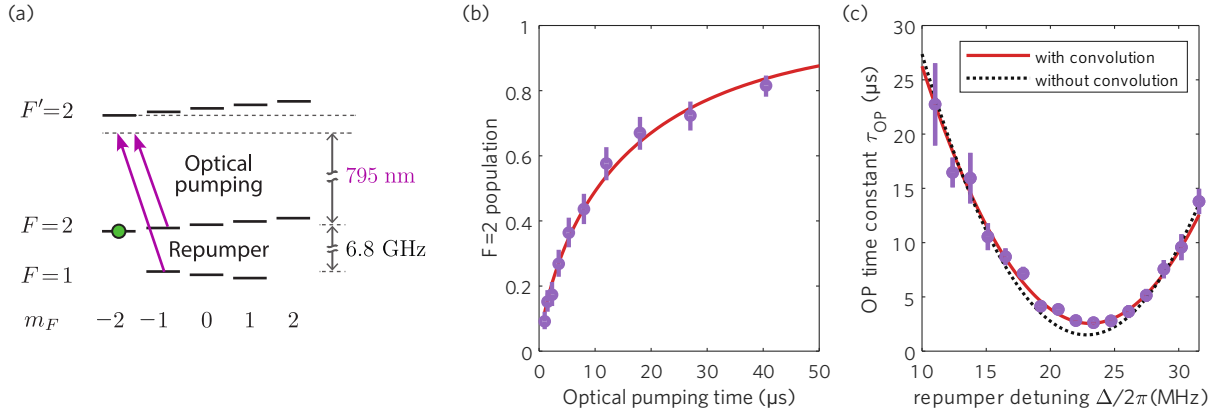 (a)
F'=2
Optical
pumping
795 nm
F=2
Repumper
6.8 GHz
F=1
m_F −2 −1 0 1 2
(b)
F=2 population
1
0.8
0.6
0.4
0.2
0
0 10 20 30 40 50
Optical pumping time (µs)
(c)
OP time constant τ_OP (µs)
with convolution
without convolution
30
25
20
15
10
5
0
10 15 20 25 30
repumper detuning Δ/2π(MHz)